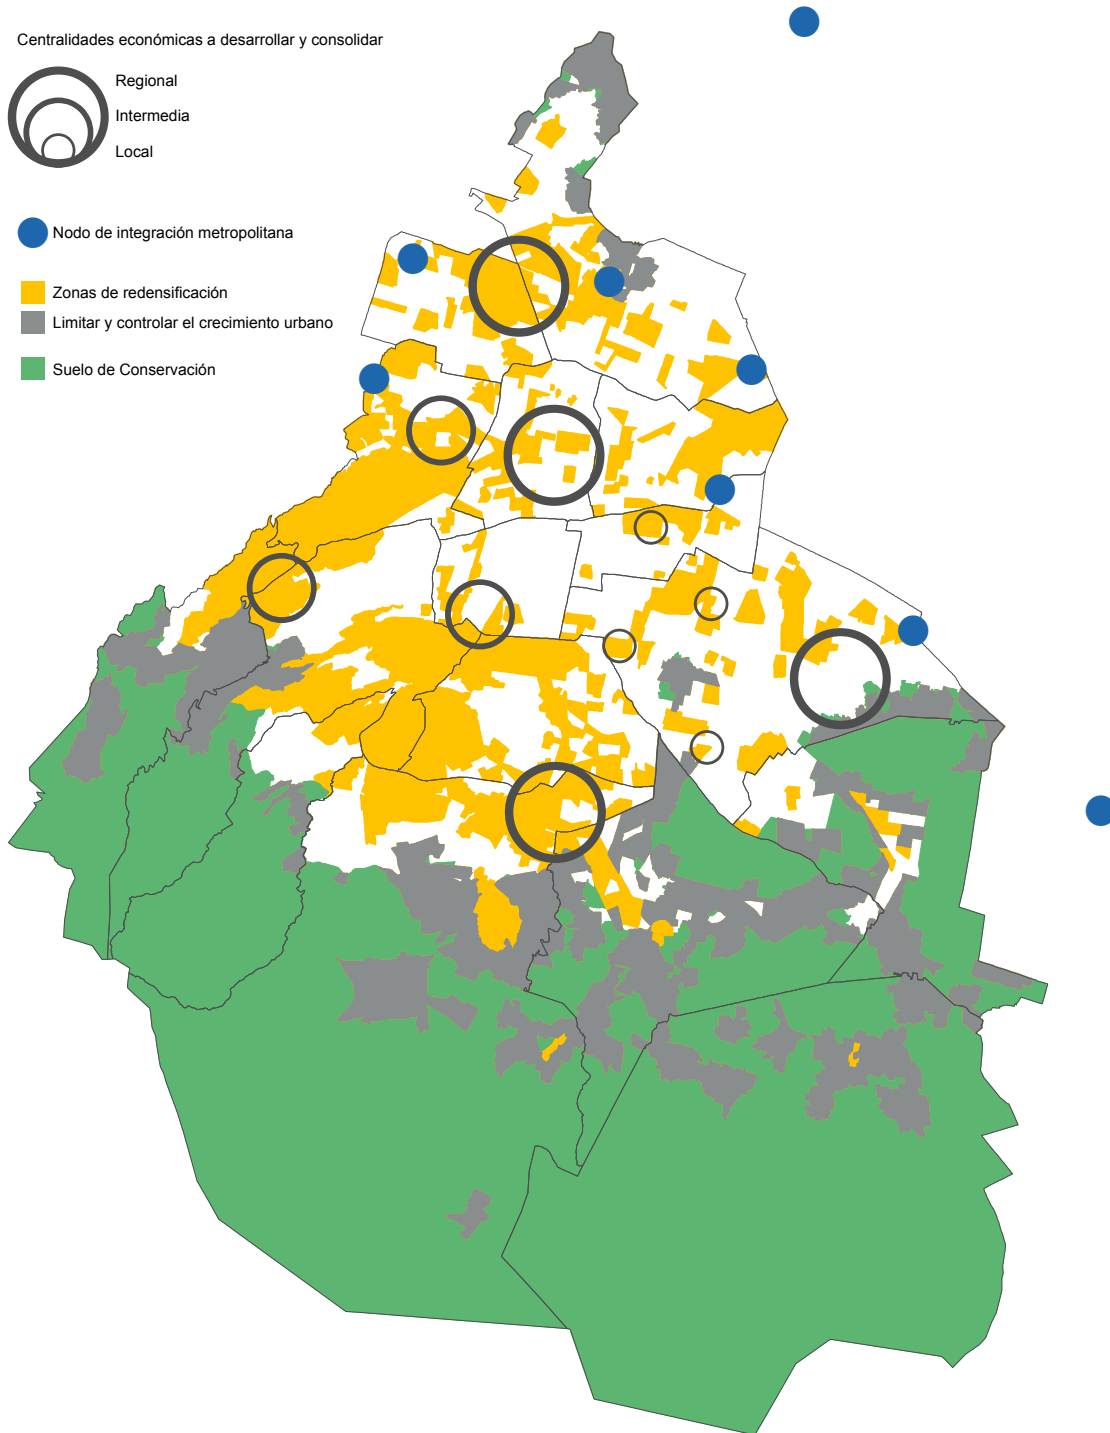 Centralidades económicas a desarrollar y consolidar
Regional
Intermedia
Local
Nodo de integración metropolitana
Zonas de redensificación
Limitar y controlar el crecimiento urbano
Suelo de Conservación